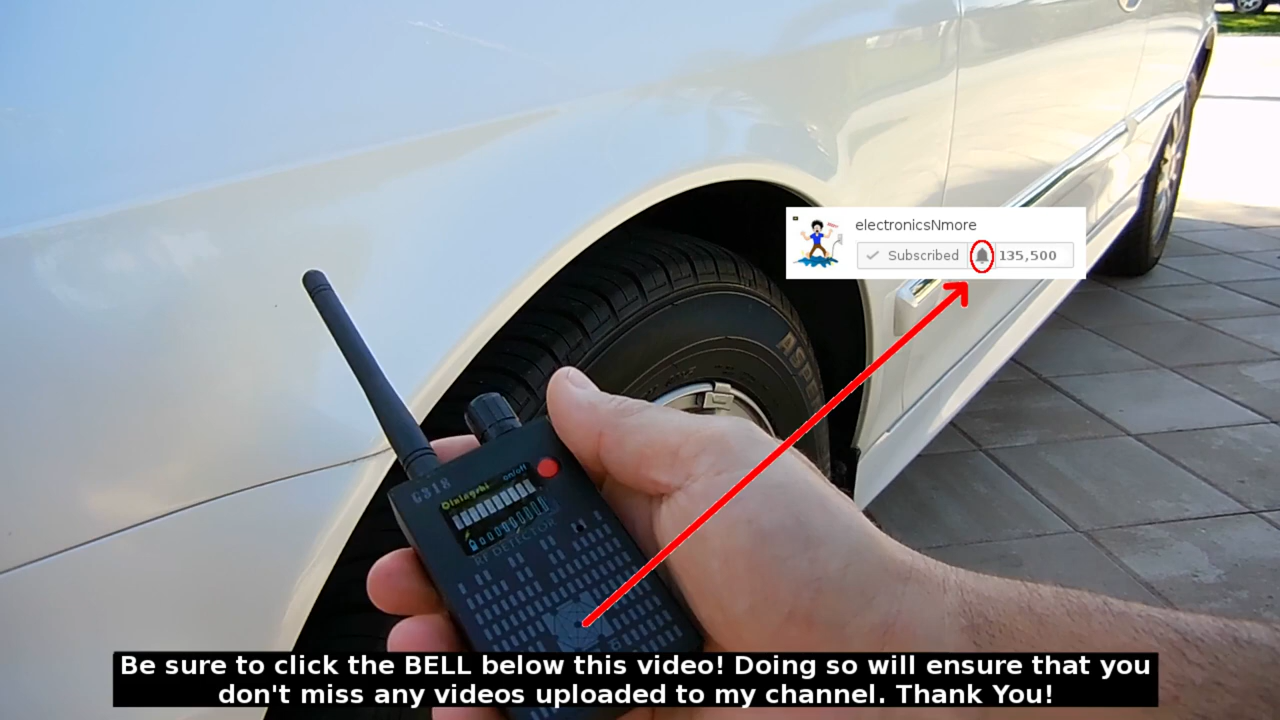 electronicsNmore
Subscribed 135,500
ASPE
G318
on/off
RF DETECTOR
Be sure to click the BELL below this video! Doing so will ensure that you
don't miss any videos uploaded to my channel. Thank You!